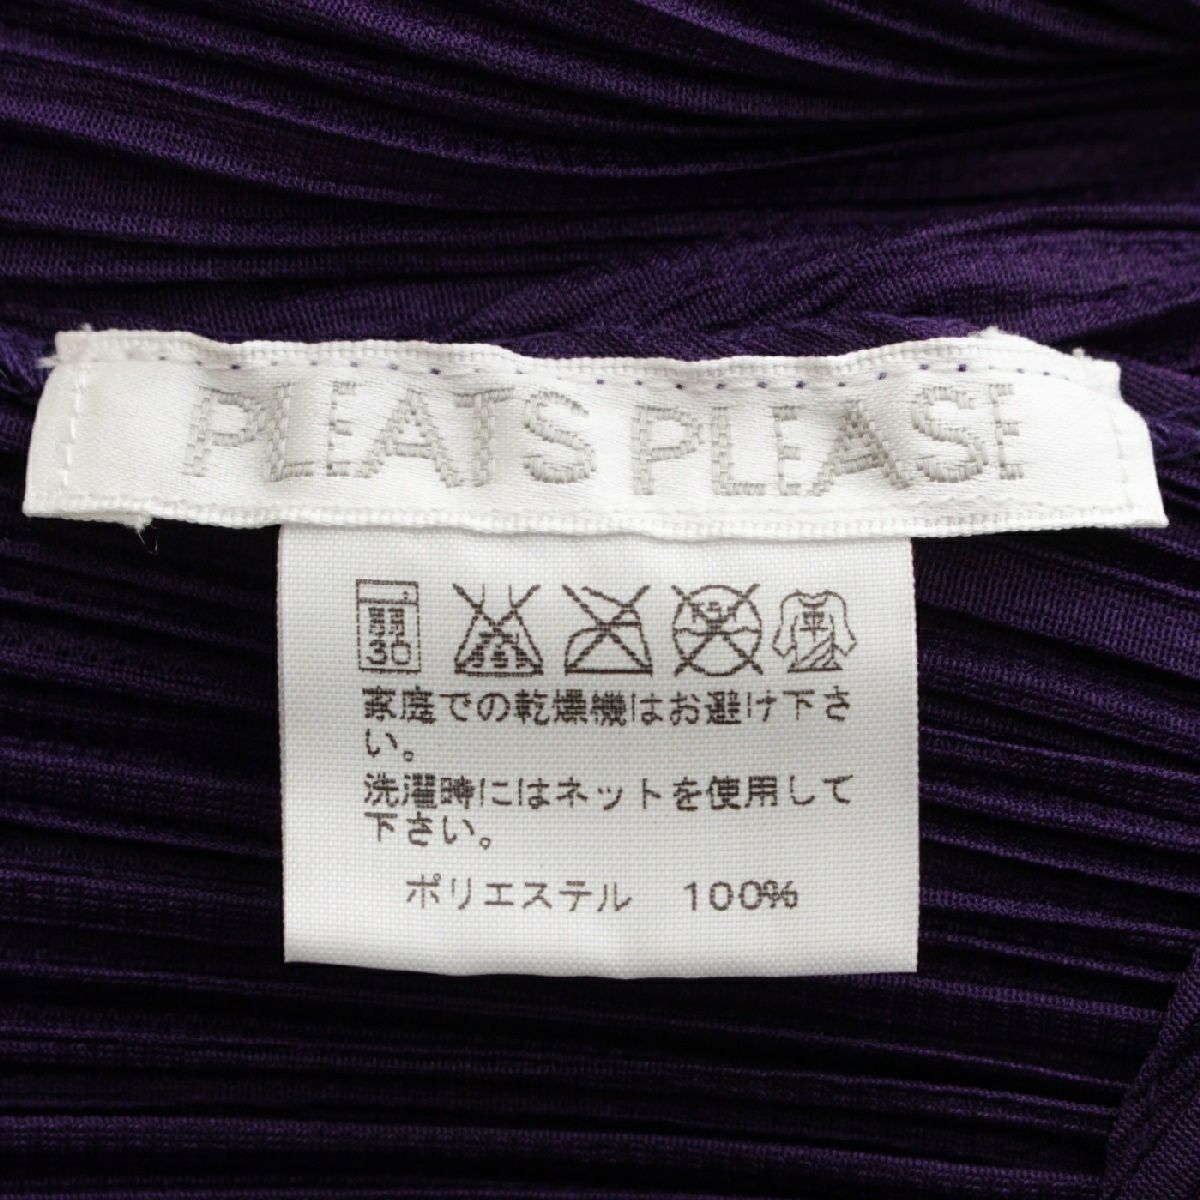 PLEATS PLEASE
弱
30
家庭での乾燥機はお避け下さ
い。
洗濯時にはネットを使用して
下さい。
ポリエステル 100%